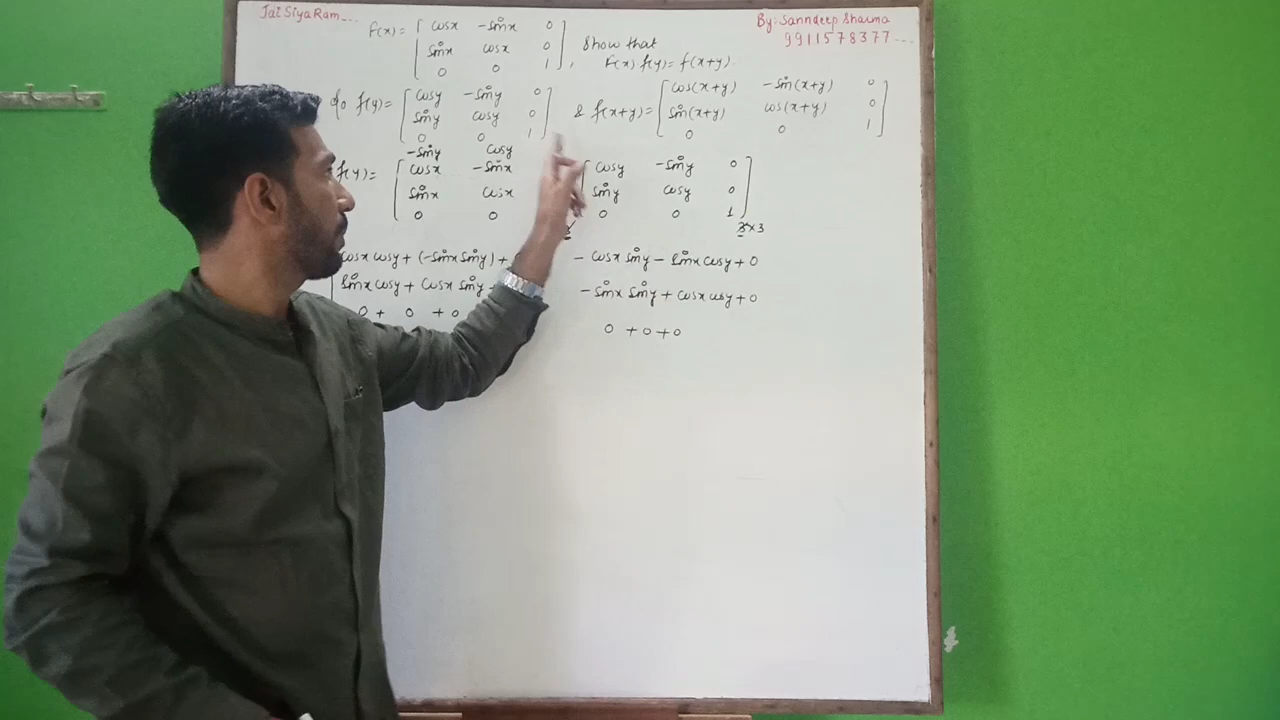 Jai Siya Ram...
By: Sanndeep Sharma
9911578377...
f(x) = [ cosx -sinx 0
sinx cosx 0
0 0 1 ], Show that
f(x) f(y) = f(x+y).
f(y) = [ cosy -siny 0
siny cosy 0
0 0 1 ]
& f(x+y) = [ cos(x+y) -sin(x+y) 0
sin(x+y) cos(x+y) 0
0 0 1 ]
-siny cosy
f(y) = [ cosx -sinx
sinx cosx
0 0
[ cosy -siny 0
siny cosy 0
0 0 1 ]
3×3
cosx cosy + (-sinx siny) + - cosx siny - sinx cosy + 0
sinx cosy + cosx siny + - sinx siny + cosx cosy + 0
0 + 0 + 0 0 + 0 + 0